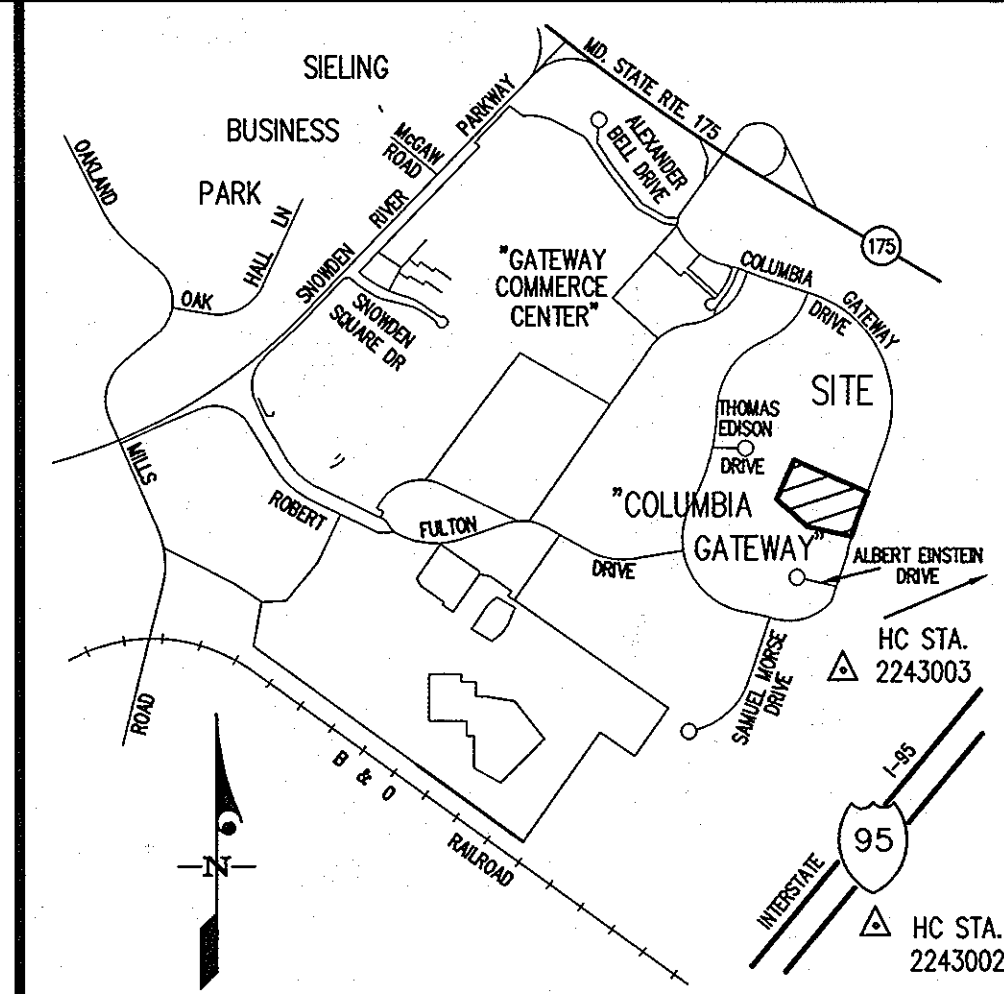 SIELING
BUSINESS
PARK
MD. STATE RTE. 175
SNOWDEN RIVER PARKWAY
McGAW
ROAD
ALEXANDER
BELL DRIVE
OAKLAND
MILLS
ROAD
OAK HALL LN
175
"GATEWAY
COMMERCE
CENTER"
COLUMBIA GATEWAY
DRIVE
SNOWDEN
SQUARE DR
SITE
THOMAS
EDISON
DRIVE
"COLUMBIA
GATEWAY"
ROBERT FULTON DRIVE
ALBERT EINSTEIN
DRIVE
HC STA.
2243003
SAMUEL MORSE
DRIVE
B & O RAILROAD
N
I-95
95
INTERSTATE
HC STA.
2243002